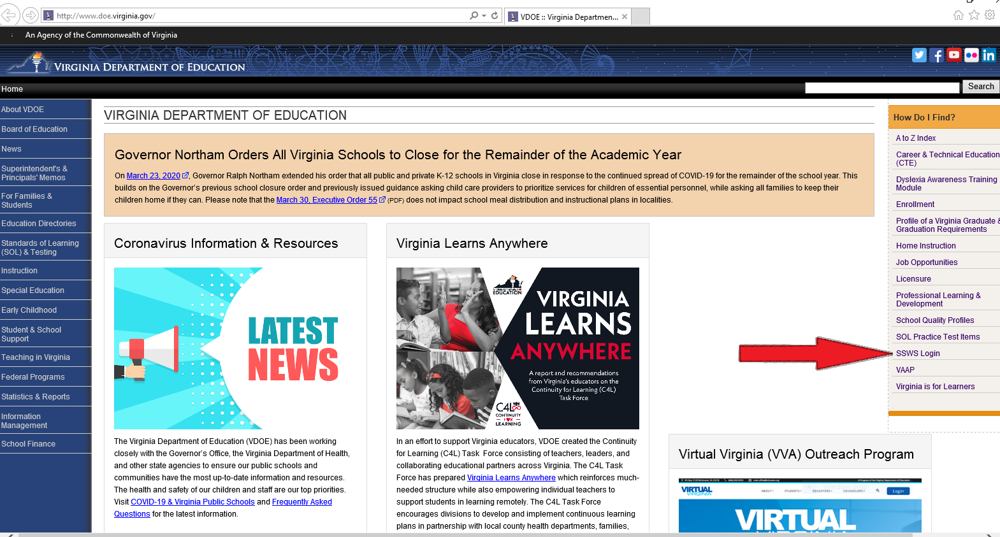 http://www.doe.virginia.gov/
VDOE :: Virginia Departmen...
An Agency of the Commonwealth of Virginia
VIRGINIA DEPARTMENT OF EDUCATION
Home
Search
About VDOE
Board of Education
News
Superintendent's &
Principals' Memos
For Families &
Students
Education Directories
Standards of Learning
(SOL) & Testing
Instruction
Special Education
Early Childhood
Student & School
Support
Teaching in Virginia
Federal Programs
Statistics & Reports
Information
Management
School Finance
VIRGINIA DEPARTMENT OF EDUCATION
Governor Northam Orders All Virginia Schools to Close for the Remainder of the Academic Year
On March 23, 2020, Governor Ralph Northam extended his order that all public and private K-12 schools in Virginia close in response to the continued spread of COVID-19 for the remainder of the school year. This
builds on the Governor's previous school closure order and previously issued guidance asking child care providers to prioritize services for children of essential personnel, while asking all families to keep their
children home if they can. Please note that the March 30, Executive Order 55 (PDF) does not impact school meal distribution and instructional plans in localities.
Coronavirus Information & Resources
LATEST
NEWS
The Virginia Department of Education (VDOE) has been working
closely with the Governor's Office, the Virginia Department of Health,
and other state agencies to ensure our public schools and
communities have the most up-to-date information and resources.
The health and safety of our children and staff are our top priorities.
Visit COVID-19 & Virginia Public Schools and Frequently Asked
Questions for the latest information.
Virginia Learns Anywhere
VIRGINIA DEPARTMENT OF
EDUCATION
VIRGINIA
LEARNS
ANYWHERE
A report and recommendations
from Virginia's educators on the
Continuity for Learning (C4L)
Task Force
C4L
CONTINUITY
FOR
LEARNING
In an effort to support Virginia educators, VDOE created the Continuity
for Learning (C4L) Task Force consisting of teachers, leaders, and
collaborating educational partners across Virginia. The C4L Task
Force has prepared Virginia Learns Anywhere which reinforces much-
needed structure while also empowering individual teachers to
support students in learning remotely. The C4L Task Force
encourages divisions to develop and implement continuous learning
plans in partnership with local county health departments, families,
Virtual Virginia (VVA) Outreach Program
VIRTUAL
VIRGINIA
ABOUT
STUDENTS
EDUCATORS
COUNSELORS
Login
Window Snip
VIRTUAL
VIRGINIA
How Do I Find?
A to Z Index
Career & Technical Education
(CTE)
Dyslexia Awareness Training
Module
Enrollment
Profile of a Virginia Graduate &
Graduation Requirements
Home Instruction
Job Opportunities
Licensure
Professional Learning &
Development
School Quality Profiles
SOL Practice Test Items
SSWS Login
VAAP
Virginia is for Learners